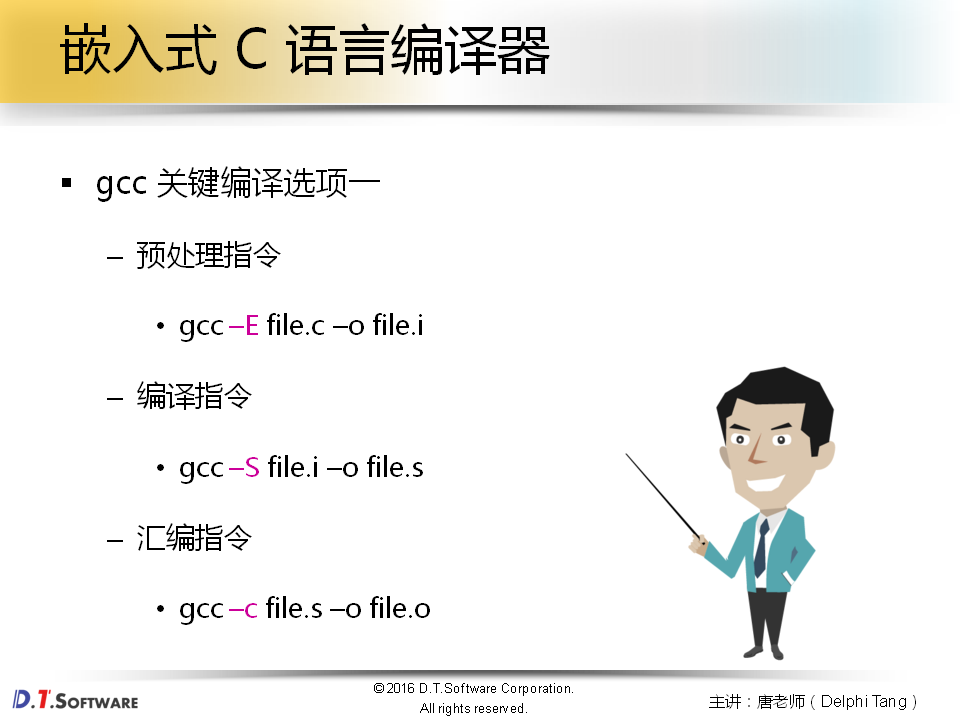 嵌入式 C 语言编译器
▪ gcc 关键编译选项一
– 预处理指令
• gcc –E file.c –o file.i
– 编译指令
• gcc –S file.i –o file.s
– 汇编指令
• gcc –c file.s –o file.o
D.T.SOFTWARE
©2016 D.T.Software Corporation.
All rights reserved.
主讲：唐老师（Delphi Tang）